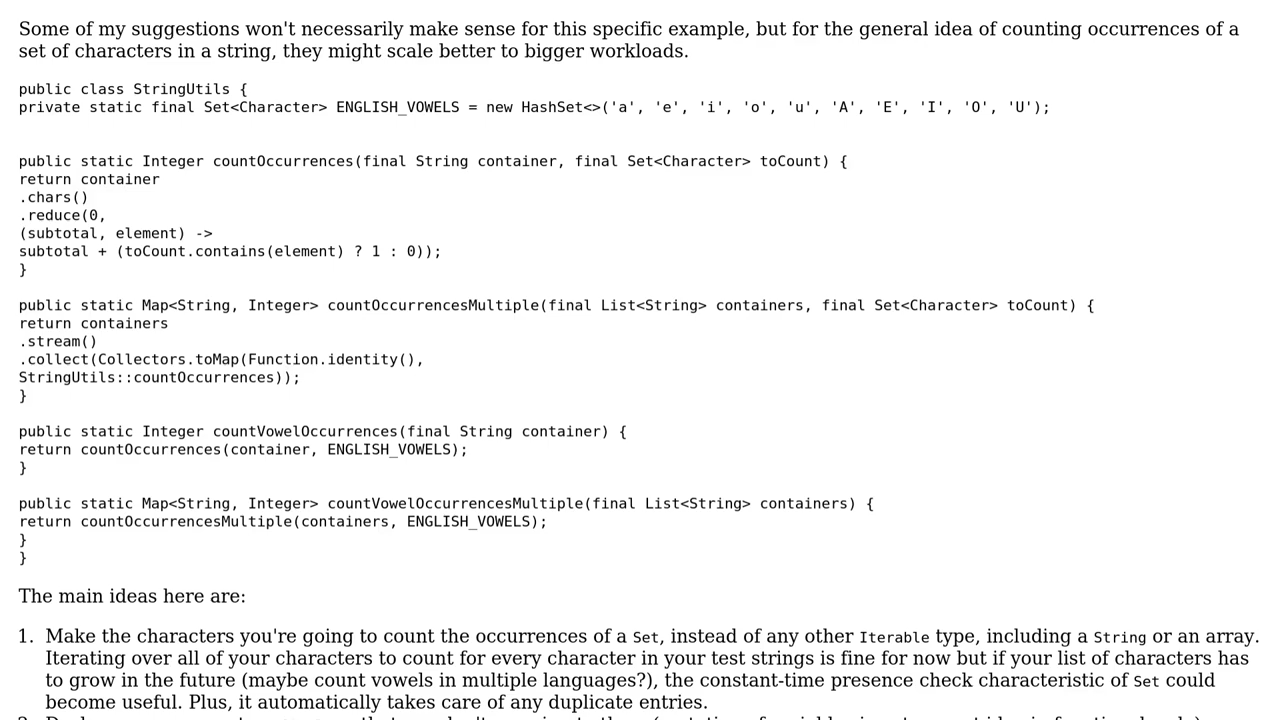 Some of my suggestions won't necessarily make sense for this specific example, but for the general idea of counting occurrences of a
set of characters in a string, they might scale better to bigger workloads.
public class StringUtils {
private static final Set<Character> ENGLISH_VOWELS = new HashSet<>('a', 'e', 'i', 'o', 'u', 'A', 'E', 'I', 'O', 'U');
public static Integer countOccurrences(final String container, final Set<Character> toCount) {
return container
.chars()
.reduce(0,
(subtotal, element) ->
subtotal + (toCount.contains(element) ? 1 : 0));
}
public static Map<String, Integer> countOccurrencesMultiple(final List<String> containers, final Set<Character> toCount) {
return containers
.stream()
.collect(Collectors.toMap(Function.identity(),
StringUtils::countOccurrences));
}
public static Integer countVowelOccurrences(final String container) {
return countOccurrences(container, ENGLISH_VOWELS);
}
public static Map<String, Integer> countVowelOccurrencesMultiple(final List<String> containers) {
return countOccurrencesMultiple(containers, ENGLISH_VOWELS);
}
}
The main ideas here are:
1. Make the characters you're going to count the occurrences of a Set, instead of any other Iterable type, including a String or an array.
Iterating over all of your characters to count for every character in your test strings is fine for now but if your list of characters has
to grow in the future (maybe count vowels in multiple languages?), the constant-time presence check characteristic of Set could
become useful. Plus, it automatically takes care of any duplicate entries.